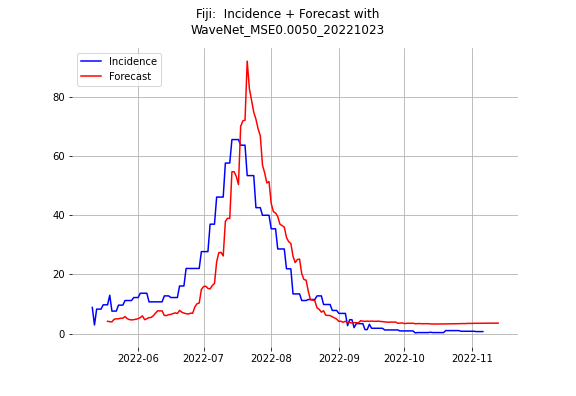 Fiji:  Incidence + Forecast with
WaveNet_MSE0.0050_20221023
Incidence
Forecast
80
60
40
20
0
2022-06 2022-07 2022-08 2022-09 2022-10 2022-11